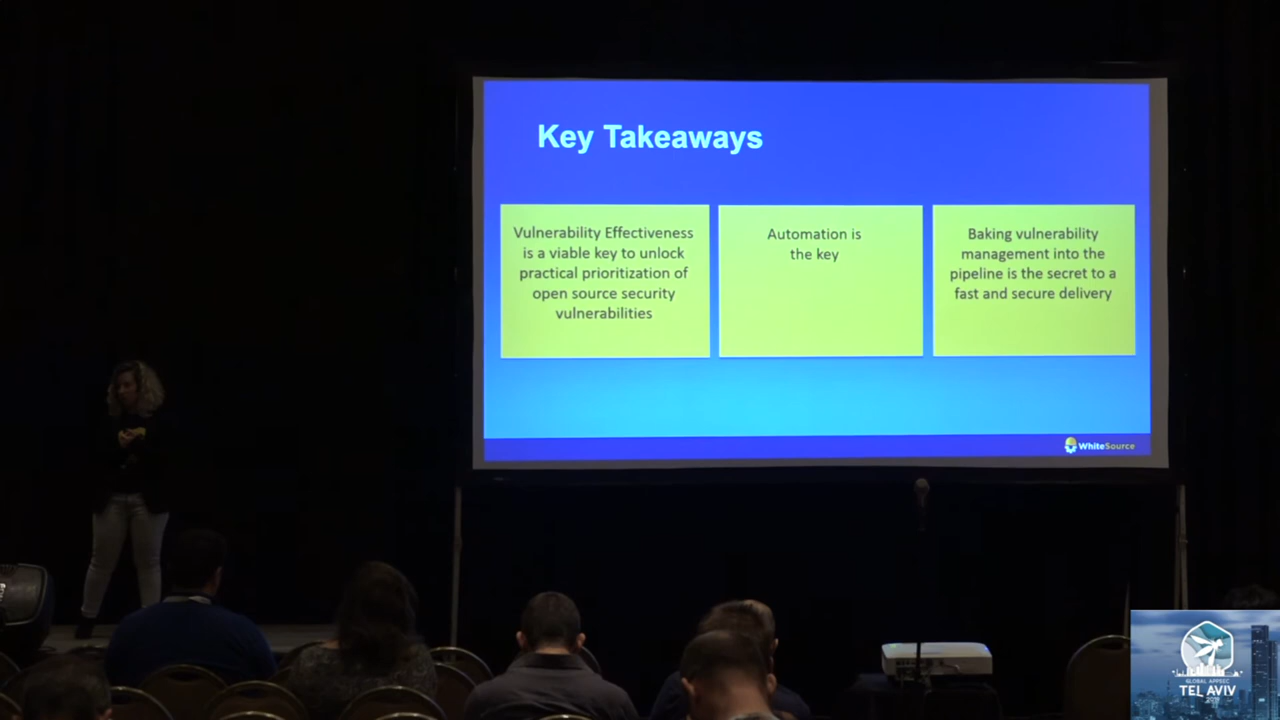 Key Takeaways
Vulnerability Effectiveness
is a viable key to unlock
practical prioritization of
open source security
vulnerabilities
Automation is
the key
Baking vulnerability
management into the
pipeline is the secret to a
fast and secure delivery
WhiteSource
GLOBAL APPSEC
TEL AVIV